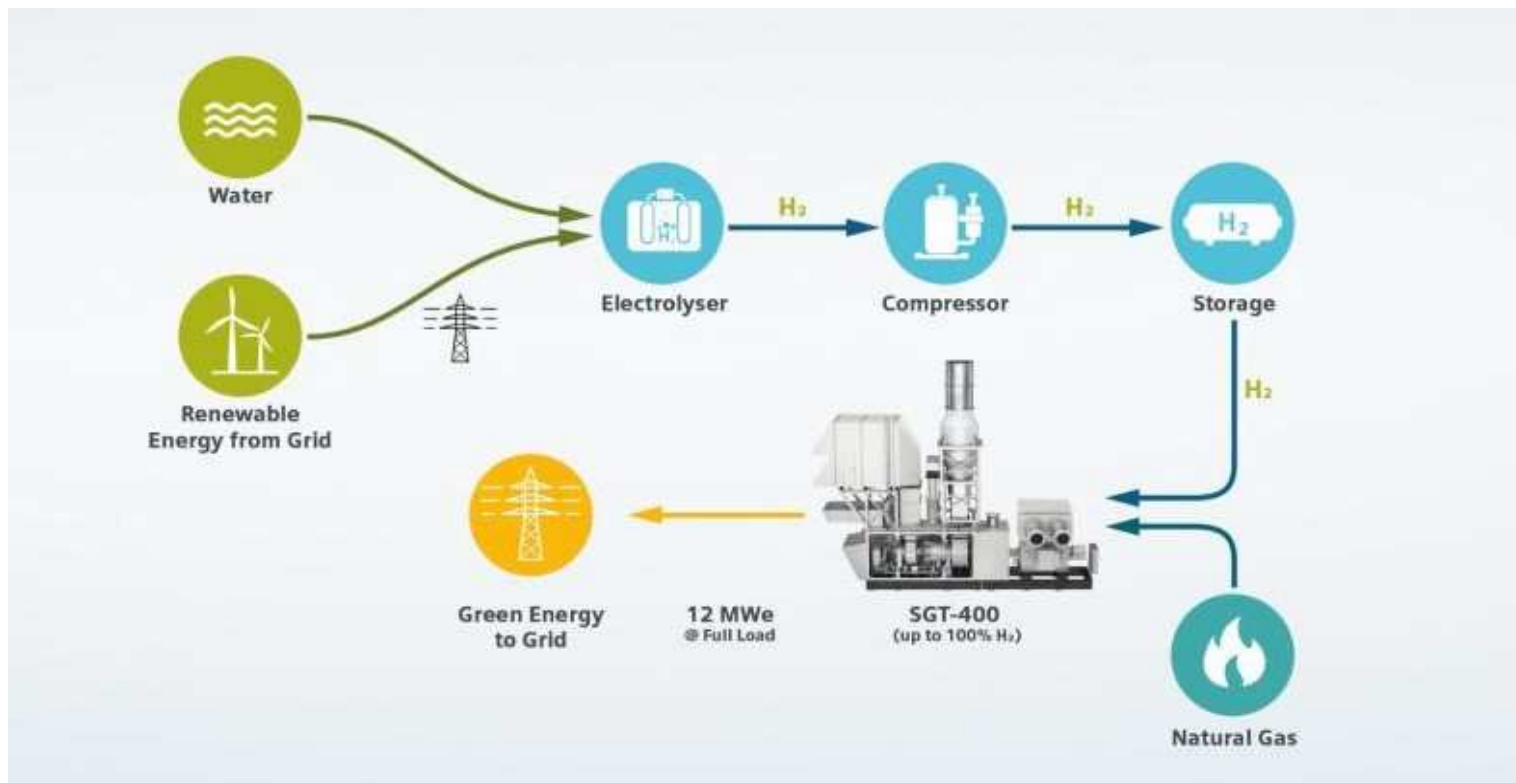 Water
Renewable
Energy from Grid
Electrolyser
H₂
Compressor
H₂
Storage
H₂
H₂
Green Energy
to Grid
12 MWe
@ Full Load
SGT-400
(up to 100% H₂)
Natural Gas